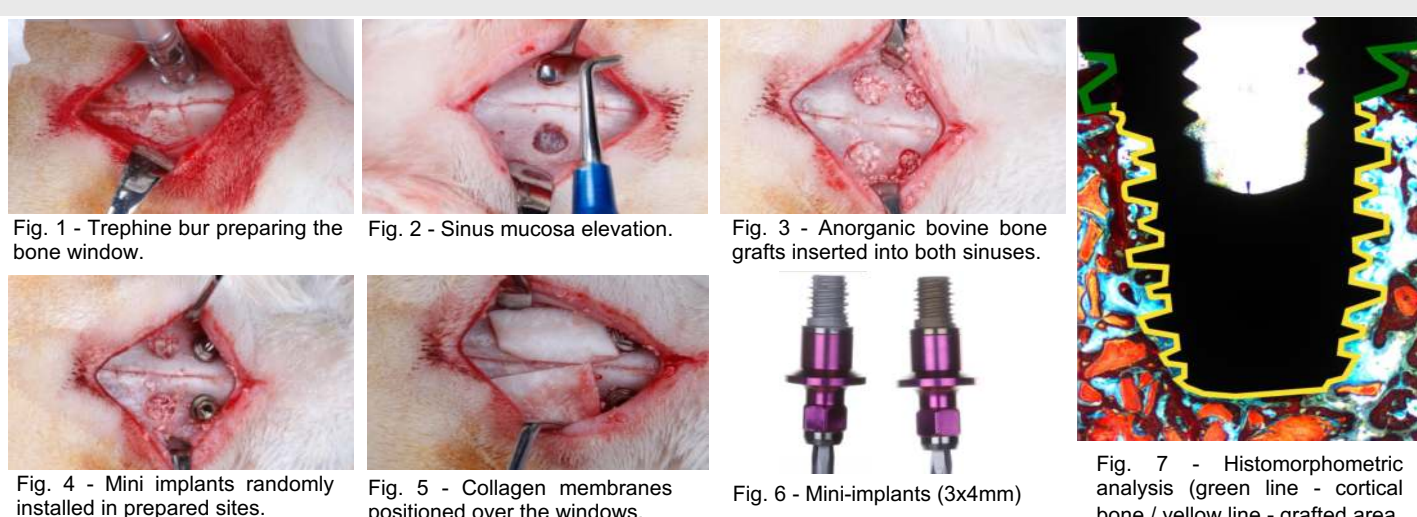 Fig. 1 - Trephine bur preparing the
bone window.
Fig. 2 - Sinus mucosa elevation.
Fig. 3 - Anorganic bovine bone
grafts inserted into both sinuses.
Fig. 4 - Mini implants randomly
installed in prepared sites.
Fig. 5 - Collagen membranes
positioned over the windows.
Fig. 6 - Mini-implants (3x4mm)
Fig. 7 - Histomorphometric
analysis (green line - cortical
bone / yellow line - grafted area